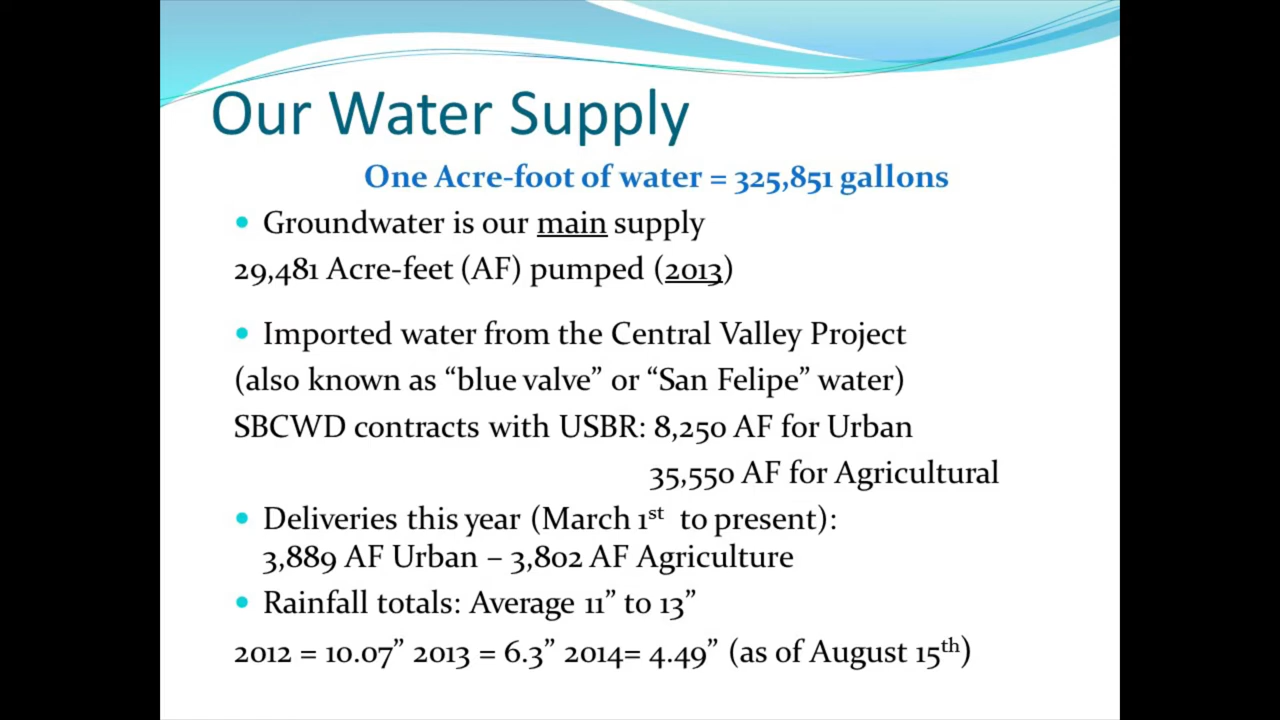 Our Water Supply
One Acre-foot of water = 325,851 gallons
• Groundwater is our main supply
29,481 Acre-feet (AF) pumped (2013)
• Imported water from the Central Valley Project
(also known as “blue valve” or “San Felipe” water)
SBCWD contracts with USBR: 8,250 AF for Urban
35,550 AF for Agricultural
• Deliveries this year (March 1st to present):
3,889 AF Urban – 3,802 AF Agriculture
• Rainfall totals: Average 11” to 13”
2012 = 10.07” 2013 = 6.3” 2014= 4.49” (as of August 15th)